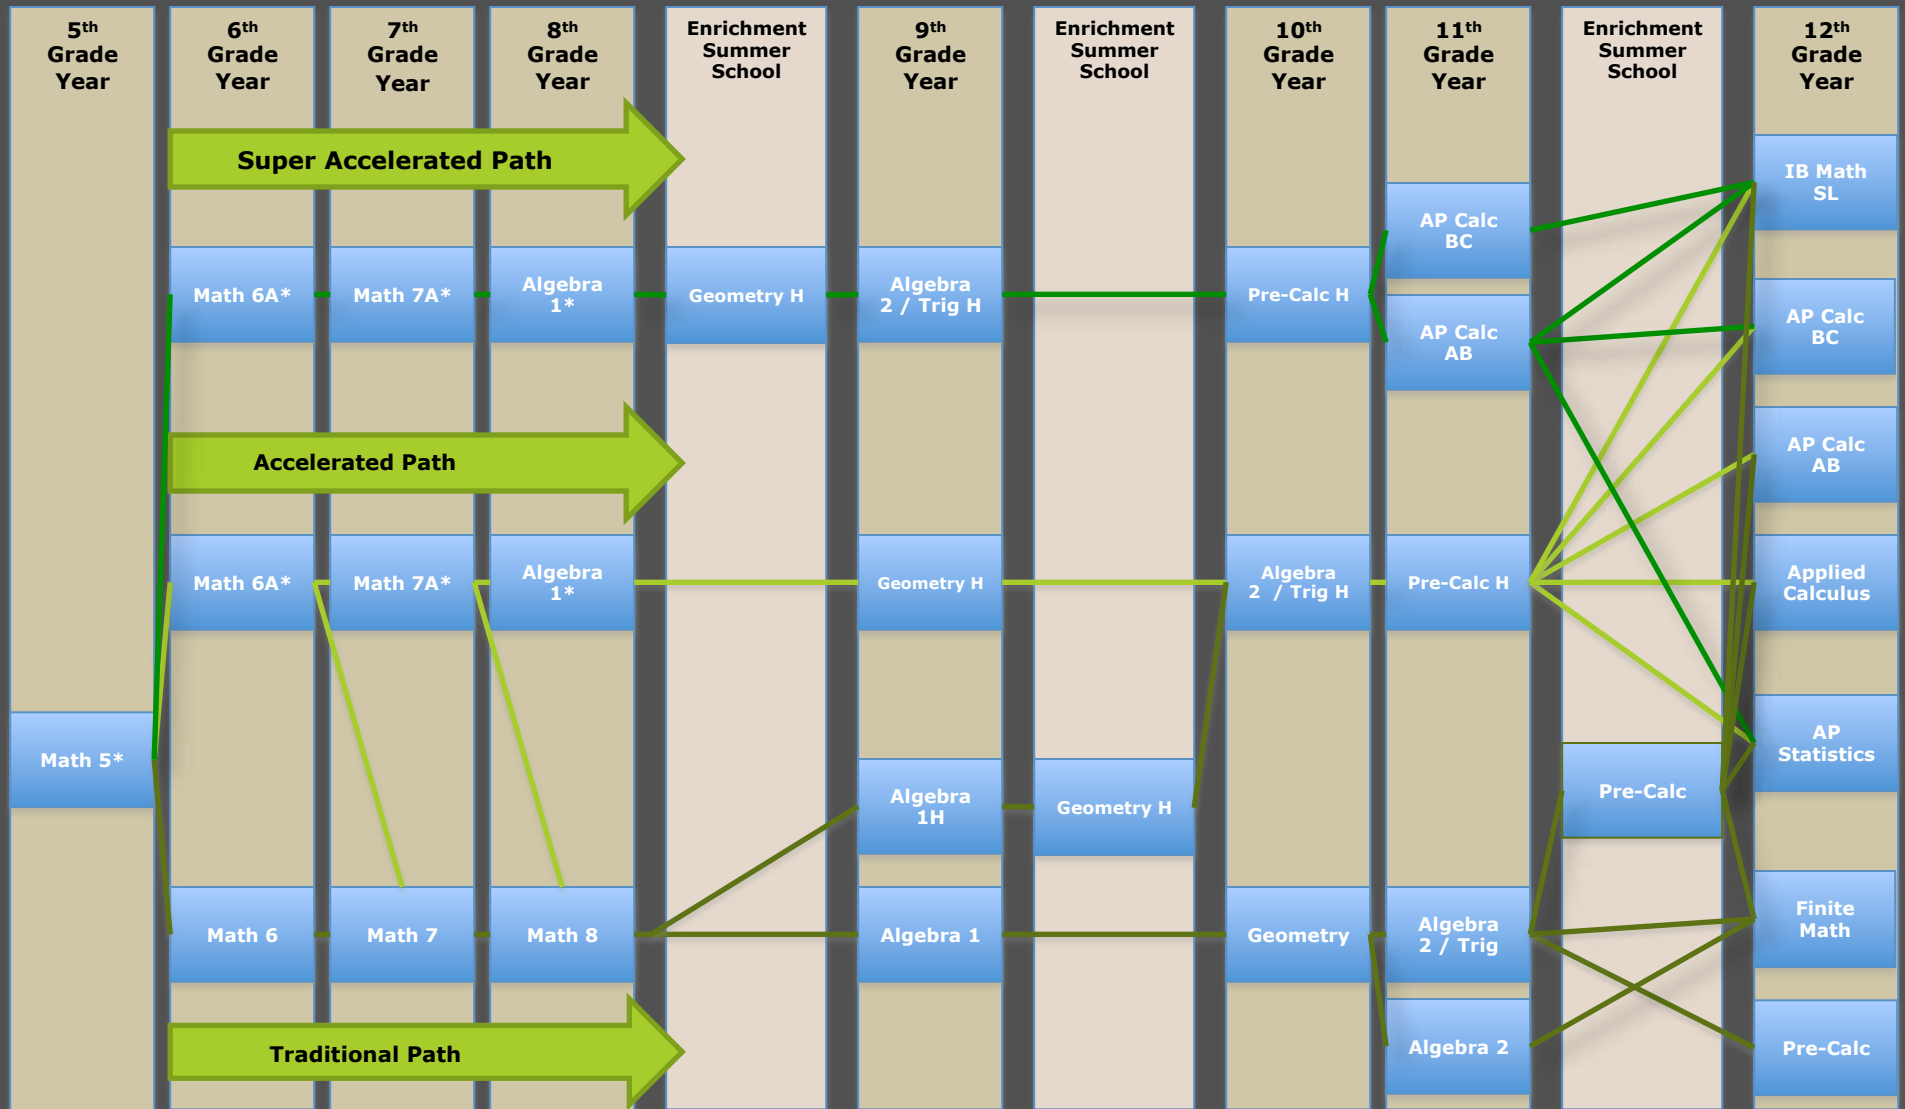 5th
Grade
Year
6th
Grade
Year
7th
Grade
Year
8th
Grade
Year
Enrichment
Summer
School
9th
Grade
Year
Enrichment
Summer
School
10th
Grade
Year
11th
Grade
Year
Enrichment
Summer
School
12th
Grade
Year
Super Accelerated Path
IB Math
SL
AP Calc
BC
Math 6A*
Math 7A*
Algebra
1*
Geometry H
Algebra
2 / Trig H
Pre-Calc H
AP Calc
AB
AP Calc
BC
Accelerated Path
AP Calc
AB
Math 6A*
Math 7A*
Algebra
1*
Geometry H
Algebra
2 / Trig H
Pre-Calc H
Applied
Calculus
Math 5*
AP
Statistics
Algebra
1H
Geometry H
Pre-Calc
Math 6
Math 7
Math 8
Algebra 1
Geometry
Algebra
2 / Trig
Finite
Math
Traditional Path
Algebra 2
Pre-Calc